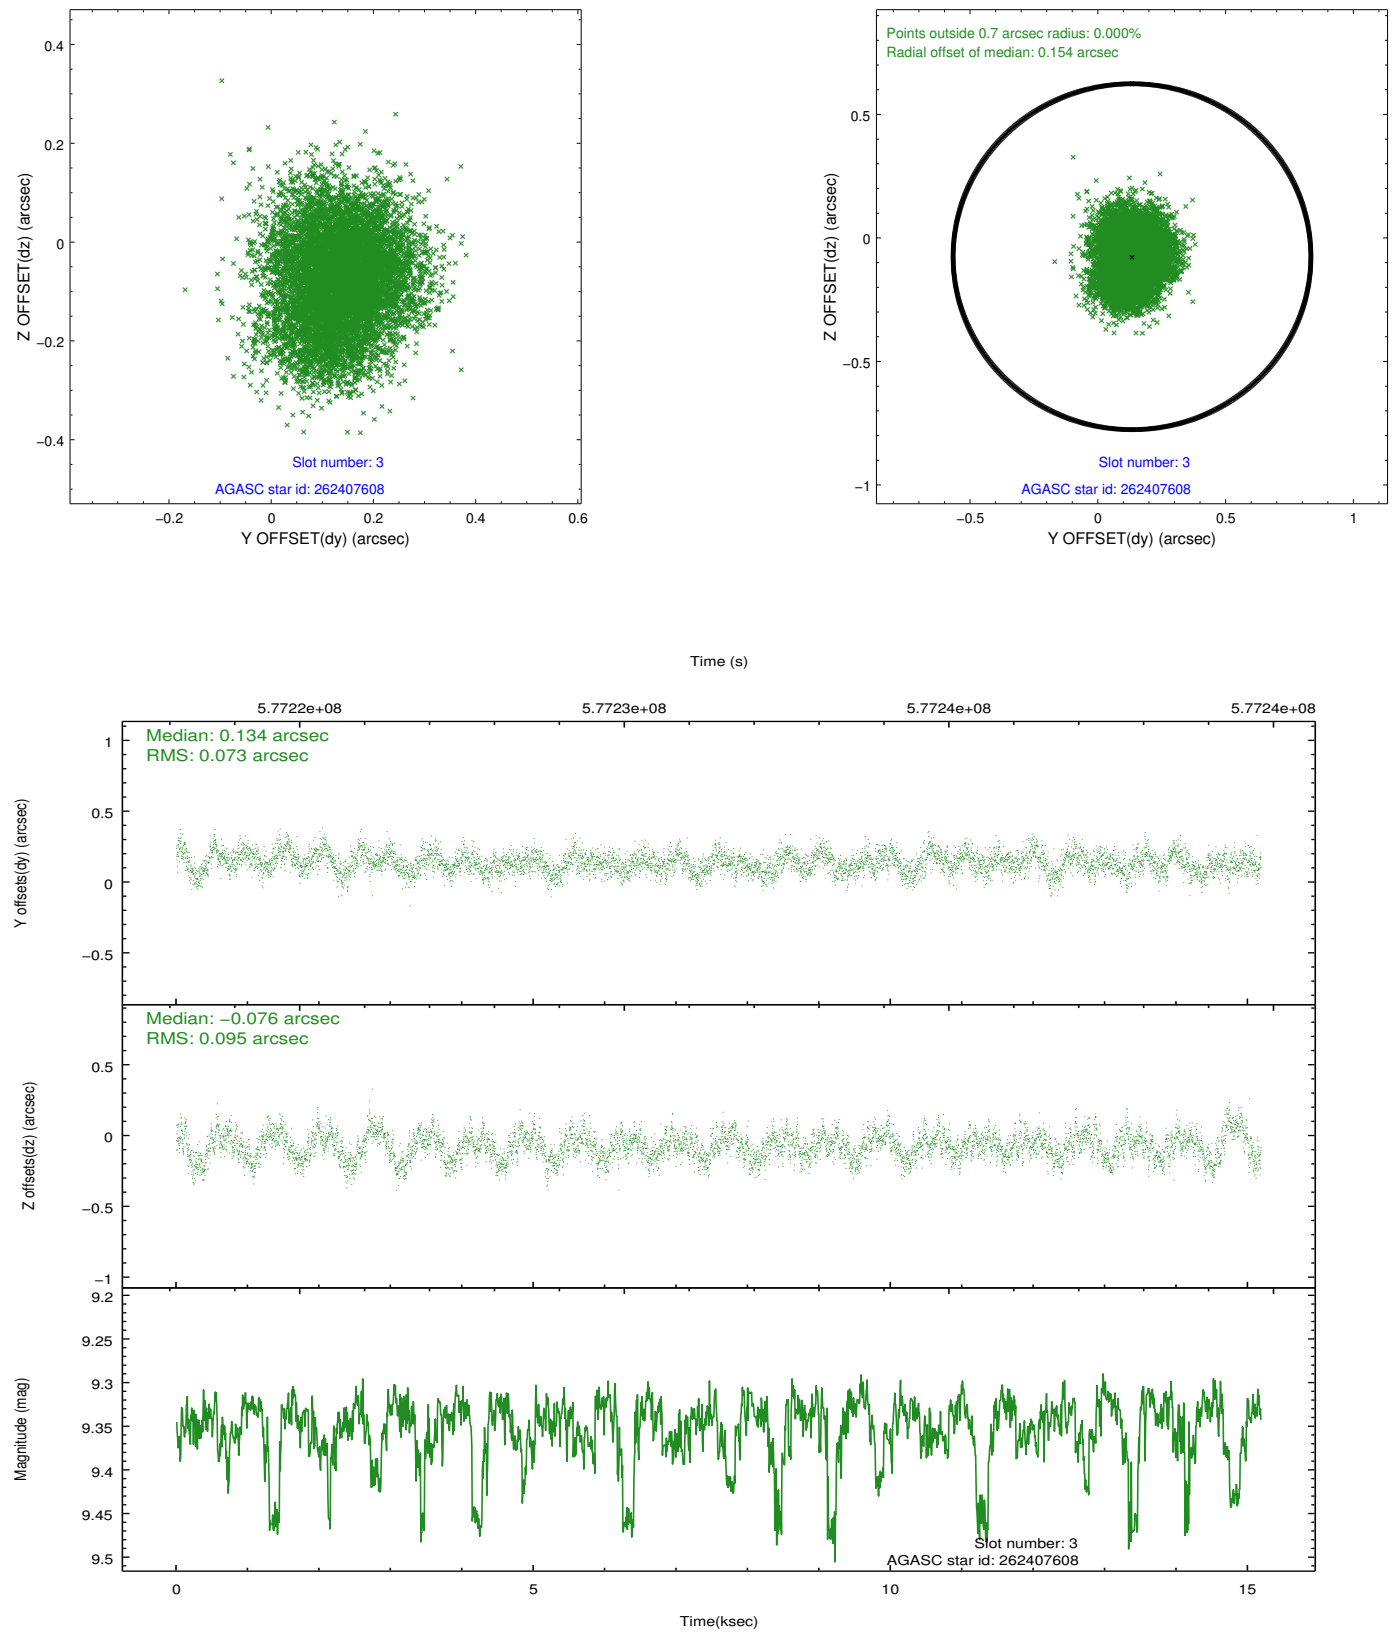 0.4
0.2
0
−0.2
−0.4
Z OFFSET(dz) (arcsec)
Slot number: 3
AGASC star id: 262407608
−0.2 0 0.2 0.4 0.6
Y OFFSET(dy) (arcsec)
Points outside 0.7 arcsec radius: 0.000%
Radial offset of median: 0.154 arcsec
0.5
0
−0.5
−1
Z OFFSET(dz) (arcsec)
Slot number: 3
AGASC star id: 262407608
−0.5 0 0.5 1
Y OFFSET(dy) (arcsec)
Time (s)
5.7722e+08 5.7723e+08 5.7724e+08 5.7724e+08
Median: 0.134 arcsec
RMS: 0.073 arcsec
1
0.5
0
−0.5
Y offsets(dy) (arcsec)
Median: −0.076 arcsec
RMS: 0.095 arcsec
0.5
0
−0.5
−1
Z offsets(dz) (arcsec)
9.2
9.25
9.3
9.35
9.4
9.45
9.5
Magnitude (mag)
Slot number: 3
AGASC star id: 262407608
0 5 10 15
Time(ksec)